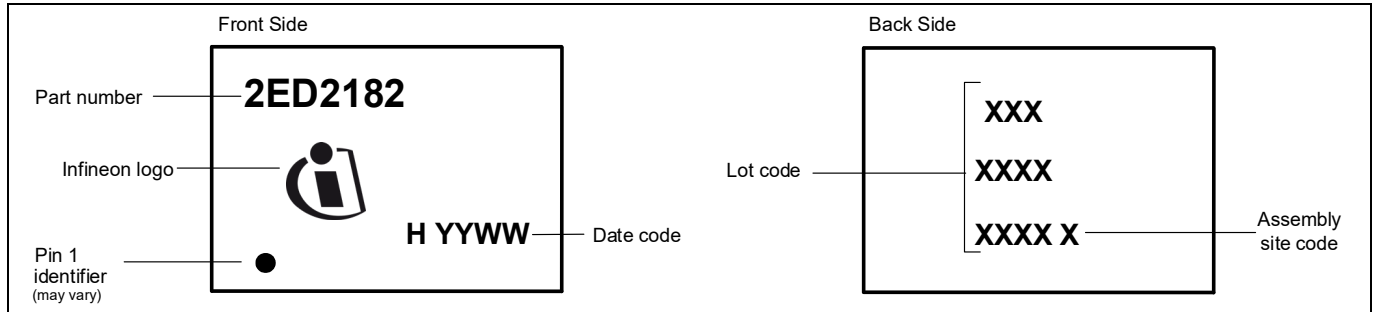 Front Side
Part number
2ED2182
Infineon logo
H YYWW
Date code
Pin 1
identifier
(may vary)
Back Side
XXX
Lot code
XXXX
XXXX X
Assembly
site code